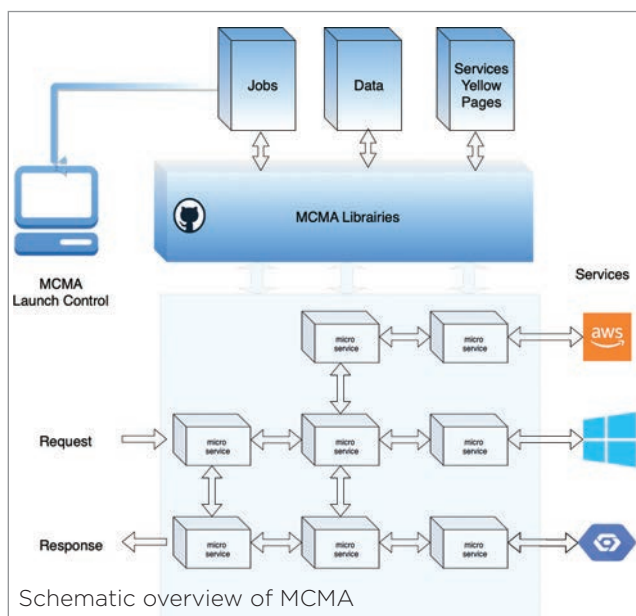 Jobs
Data
Services
Yellow
Pages
MCMA Librairies
MCMA
Launch Control
Services
micro
service
micro
service
aws
Request
micro
service
micro
service
micro
service
Response
micro
service
micro
service
micro
service
Schematic overview of MCMA